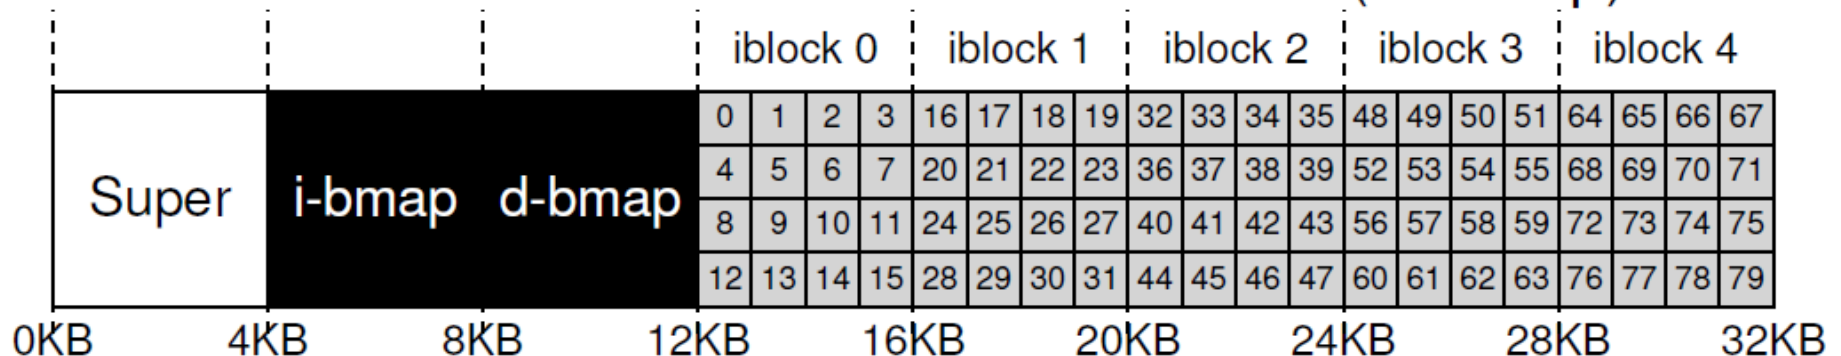 iblock 0 iblock 1 iblock 2 iblock 3 iblock 4
0 1 2 3 16 17 18 19 32 33 34 35 48 49 50 51 64 65 66 67
4 5 6 7 20 21 22 23 36 37 38 39 52 53 54 55 68 69 70 71
Super i-bmap d-bmap
8 9 10 11 24 25 26 27 40 41 42 43 56 57 58 59 72 73 74 75
12 13 14 15 28 29 30 31 44 45 46 47 60 61 62 63 76 77 78 79
0KB 4KB 8KB 12KB 16KB 20KB 24KB 28KB 32KB